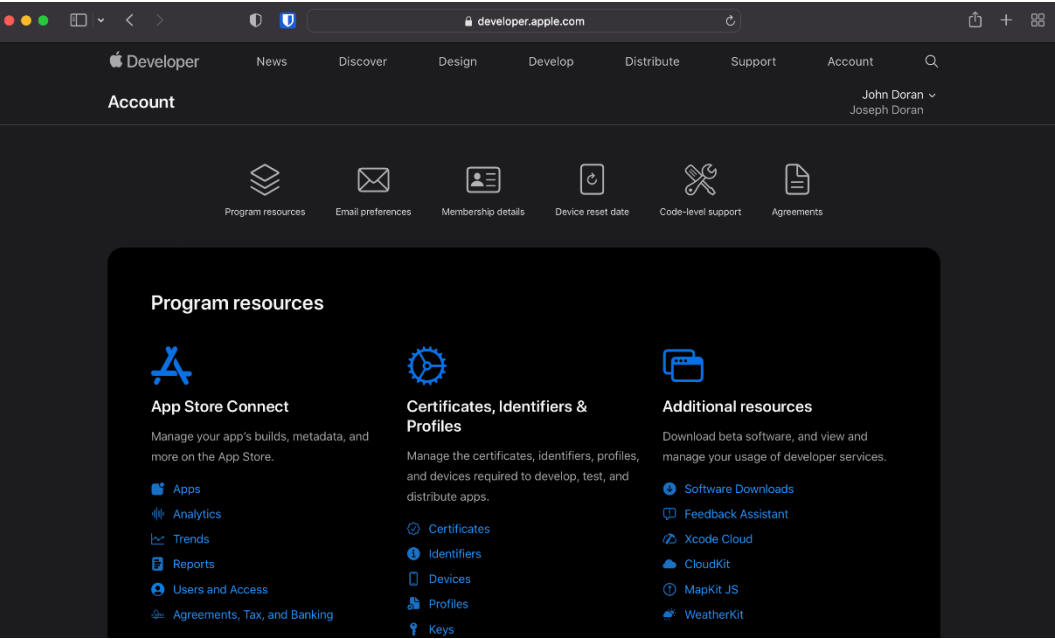 developer.apple.com
Developer News Discover Design Develop Distribute Support Account
Account
John Doran
Joseph Doran
Program resources Email preferences Membership details Device reset date Code-level support Agreements
Program resources
App Store Connect
Manage your app's builds, metadata, and
more on the App Store.
Apps
Analytics
Trends
Reports
Users and Access
Agreements, Tax, and Banking
Certificates, Identifiers &
Profiles
Manage the certificates, identifiers, profiles,
and devices required to develop, test, and
distribute apps.
Certificates
Identifiers
Devices
Profiles
Keys
Additional resources
Download beta software, and view and
manage your usage of developer services.
Software Downloads
Feedback Assistant
Xcode Cloud
CloudKit
MapKit JS
WeatherKit